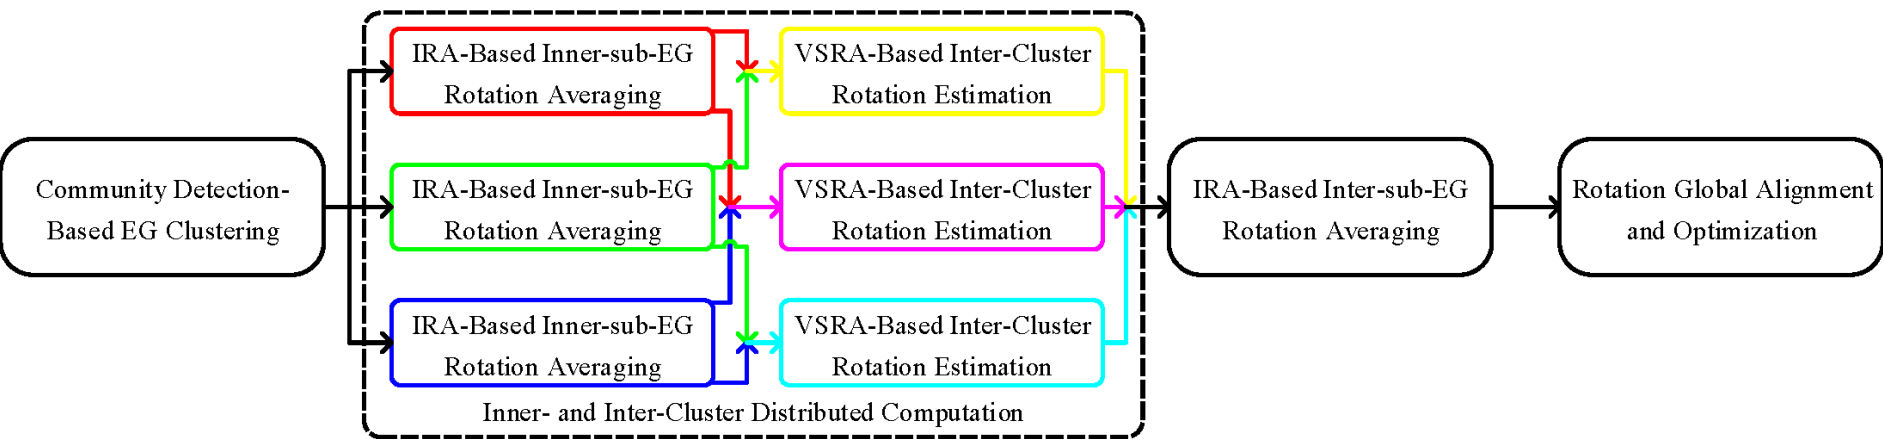 Community Detection-
Based EG Clustering
IRA-Based Inner-sub-EG
Rotation Averaging
IRA-Based Inner-sub-EG
Rotation Averaging
IRA-Based Inner-sub-EG
Rotation Averaging
VSRA-Based Inter-Cluster
Rotation Estimation
VSRA-Based Inter-Cluster
Rotation Estimation
VSRA-Based Inter-Cluster
Rotation Estimation
Inner- and Inter-Cluster Distributed Computation
IRA-Based Inter-sub-EG
Rotation Averaging
Rotation Global Alignment
and Optimization